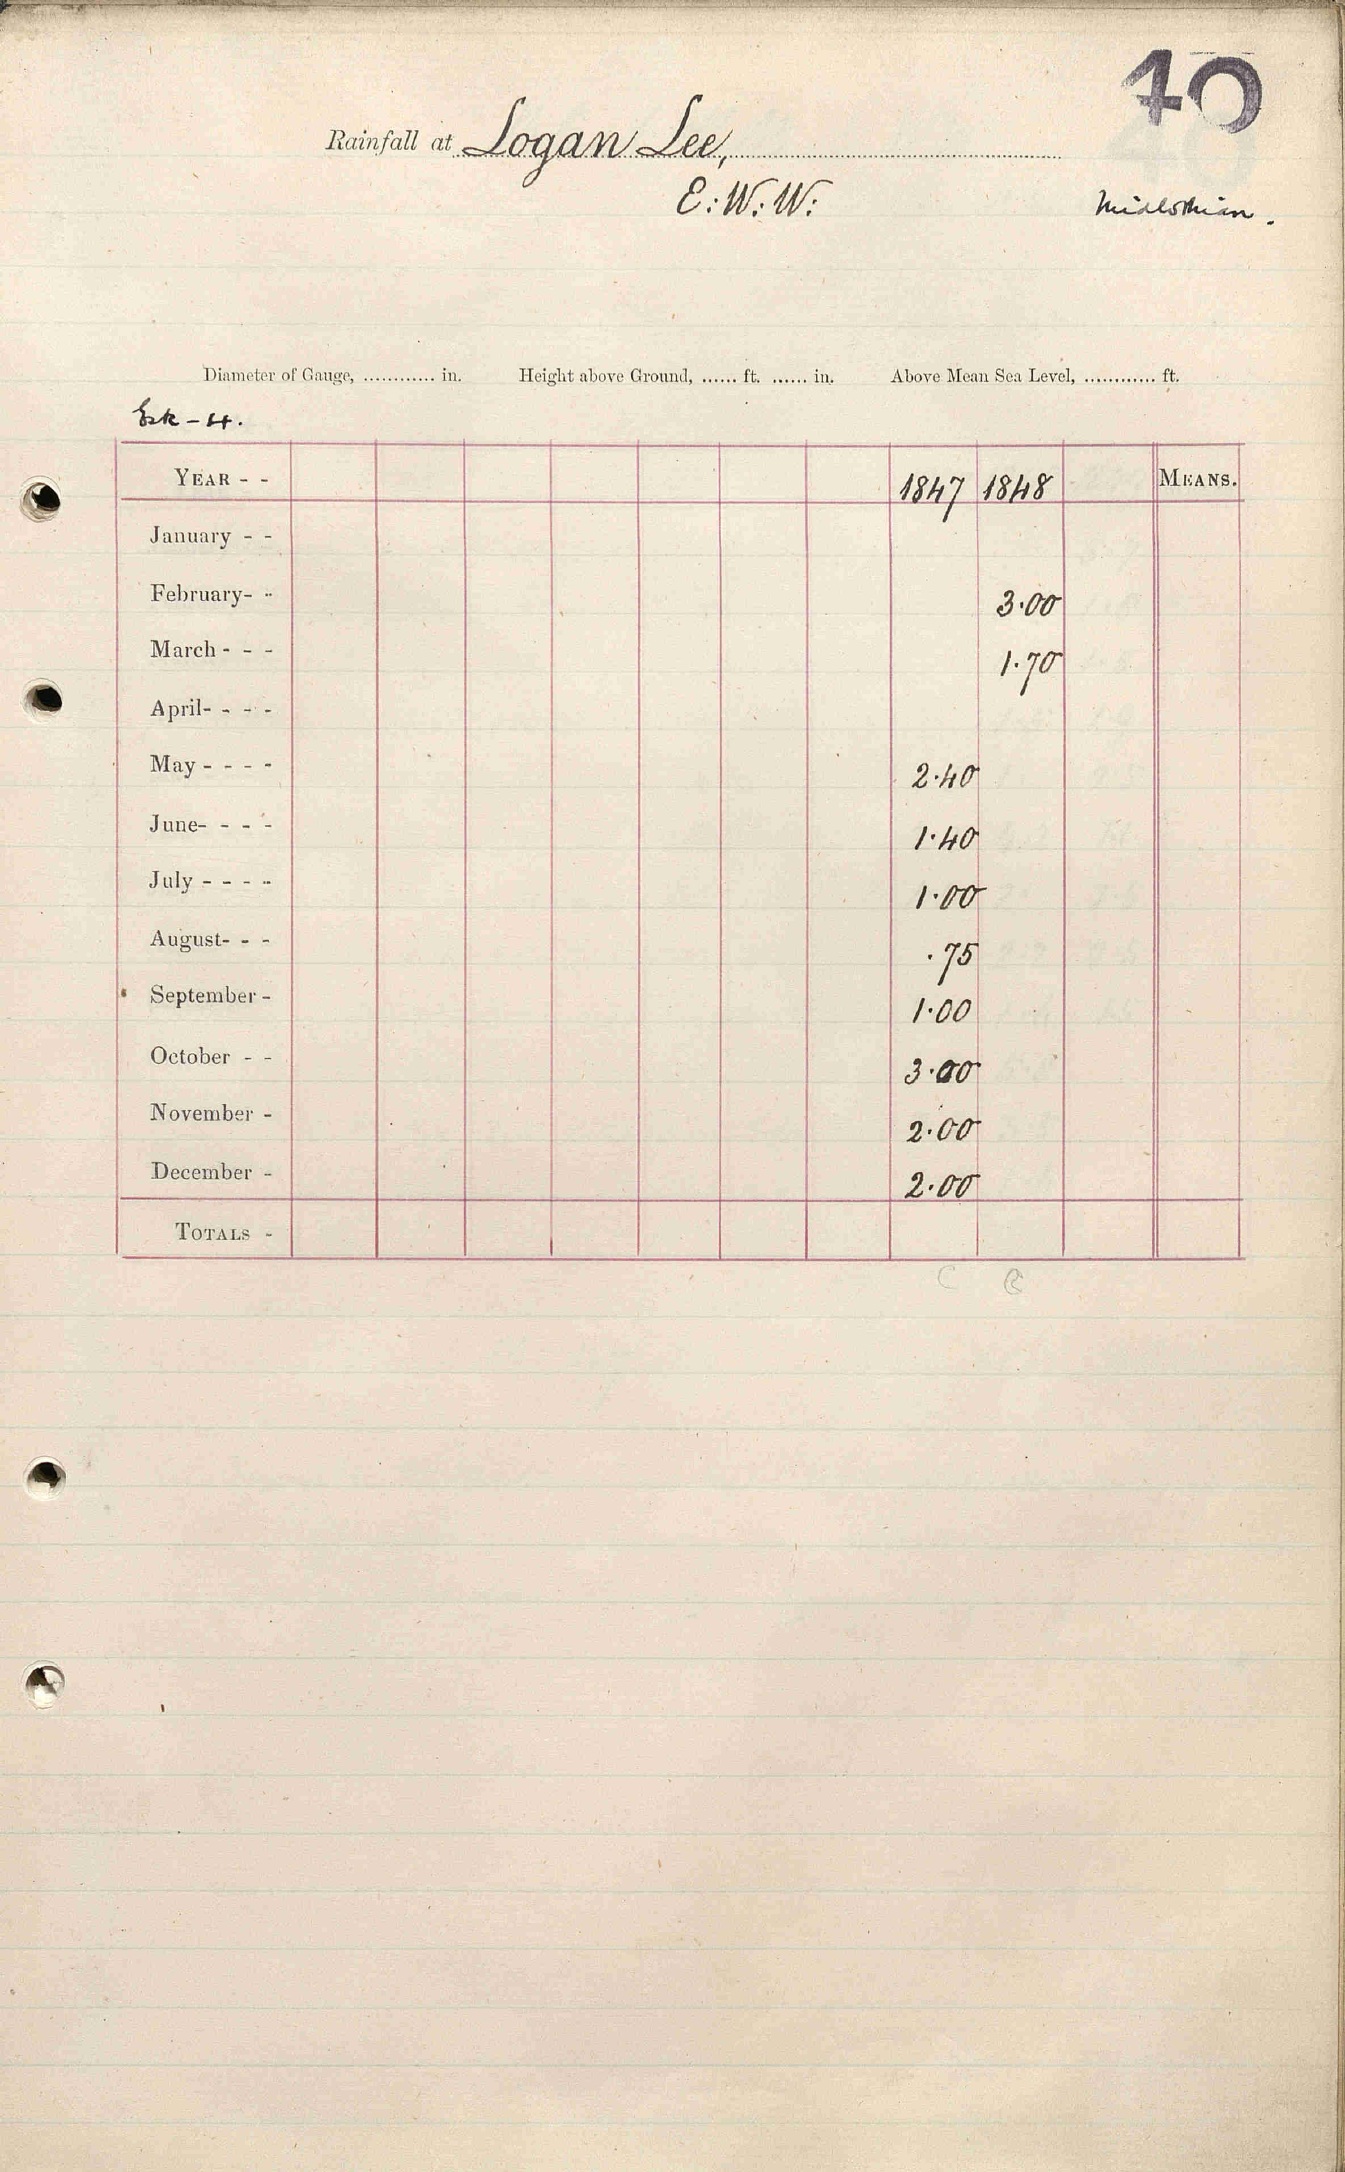 40
Rainfall at Logan Lee,
E:W:W:
Midlothian.
Diameter of Gauge, ............ in. Height above Ground, ...... ft. ...... in. Above Mean Sea Level, ............ ft.
Esk - 4.
YEAR - - 1847 1848 MEANS.
January - -
February- - 3·00
March - - - 1·70
April- - - -
May - - - - 2·40
June- - - - 1·40
July - - - - 1·00
August- - - ·75
September - 1·00
October - - 3·00
November - 2·00
December - 2·00
TOTALS -
C B